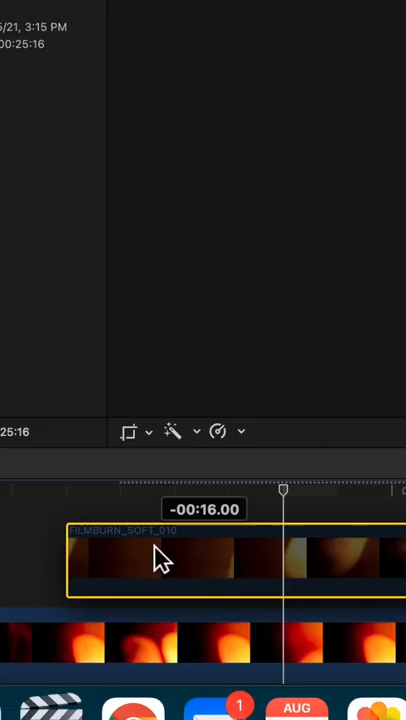 5/21, 3:15 PM
00:25:16
25:16
-00:16.00
FILMBURN_SOFT_010
1
AUG